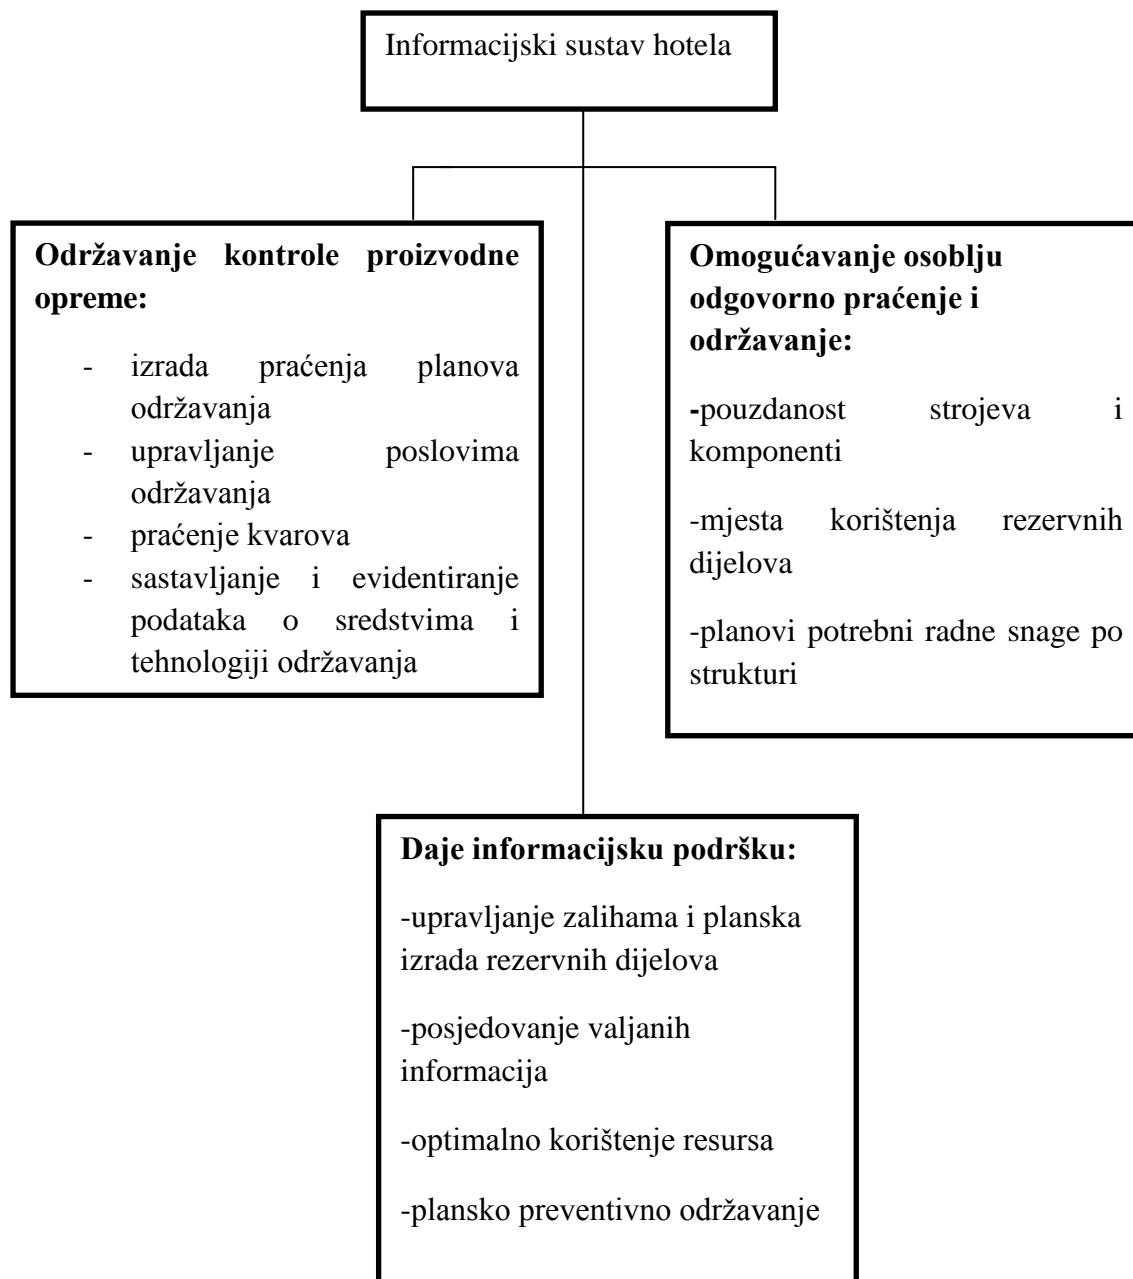 Informacijski sustav hotela
Održavanje kontrole proizvodne
opreme:
- izrada praćenja planova
održavanja
- upravljanje poslovima
održavanja
- praćenje kvarova
- sastavljanje i evidentiranje
podataka o sredstvima i
tehnologiji održavanja
Omogućavanje osoblju
odgovorno praćenje i
održavanje:
-pouzdanost strojeva i
komponenti
-mjesta korištenja rezervnih
dijelova
-planovi potrebni radne snage po
strukturi
Daje informacijsku podršku:
-upravljanje zalihama i planska
izrada rezervnih dijelova
-posjedovanje valjanih
informacija
-optimalno korištenje resursa
-plansko preventivno održavanje